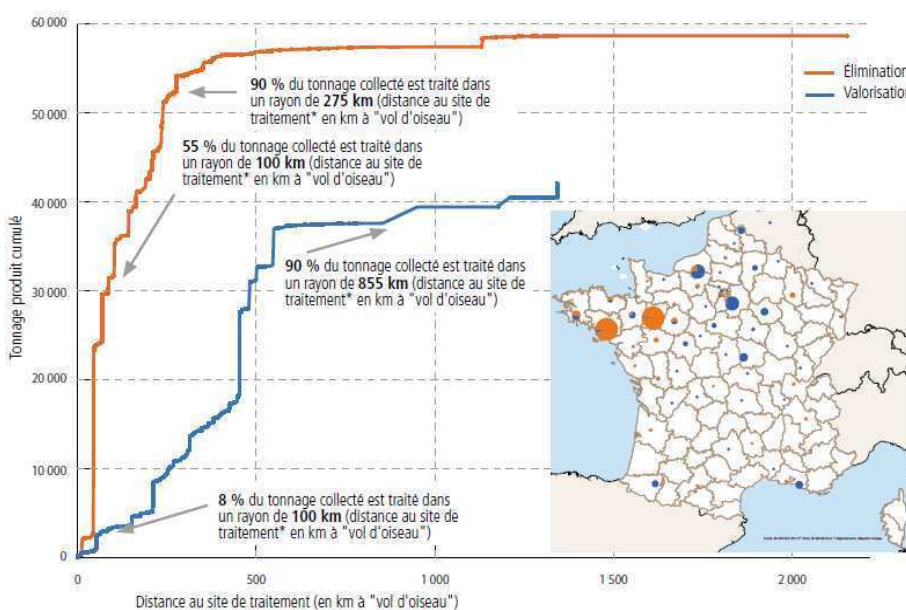 60 000
50 000
40 000
30 000
20 000
10 000
0
Tonnage produit cumulé
90 % du tonnage collecté est traité dans
un rayon de 275 km (distance au site de
traitement* en km à "vol d'oiseau")
55 % du tonnage collecté est traité dans
un rayon de 100 km (distance au site de
traitement* en km à "vol d'oiseau")
90 % du tonnage collecté est traité dans
un rayon de 855 km (distance au site de
traitement* en km à "vol d'oiseau")
8 % du tonnage collecté est traité dans
un rayon de 100 km (distance au site de
traitement* en km à "vol d'oiseau")
Élimination
Valorisation
0
500
1 000
1 500
2 000
Distance au site de traitement (en km à "vol d'oiseau")